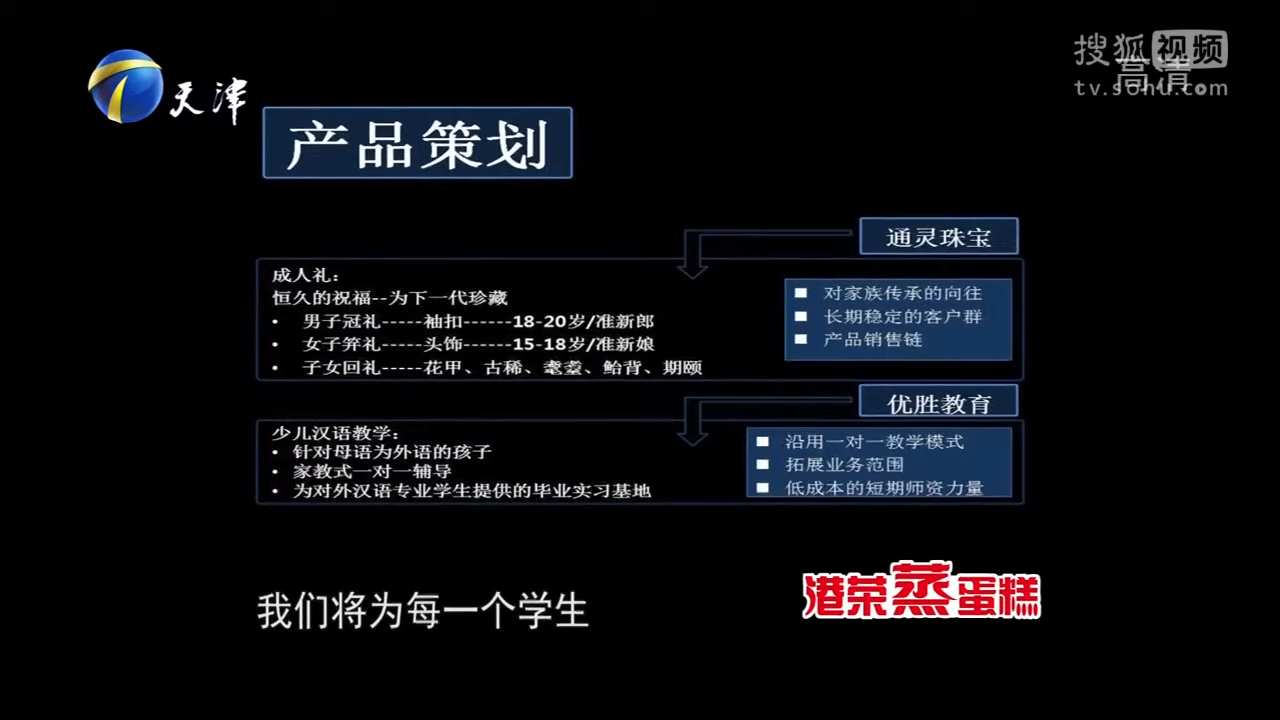 天津
搜狐视频
高清
tv.sohu.com
产品策划
通灵珠宝
成人礼：
恒久的祝福--为下一代珍藏
• 男子冠礼-----袖扣------18-20岁/准新郎
• 女子笄礼-----头饰------15-18岁/准新娘
• 子女回礼-----花甲、古稀、耄耋、鲐背、期颐
■ 对家族传承的向往
■ 长期稳定的客户群
■ 产品销售链
优胜教育
少儿汉语教学：
• 针对母语为外语的孩子
• 家教式一对一辅导
• 为对外汉语专业学生提供的毕业实习基地
■ 沿用一对一教学模式
■ 拓展业务范围
■ 低成本的短期师资力量
我们将为每一个学生
港荣蒸蛋糕